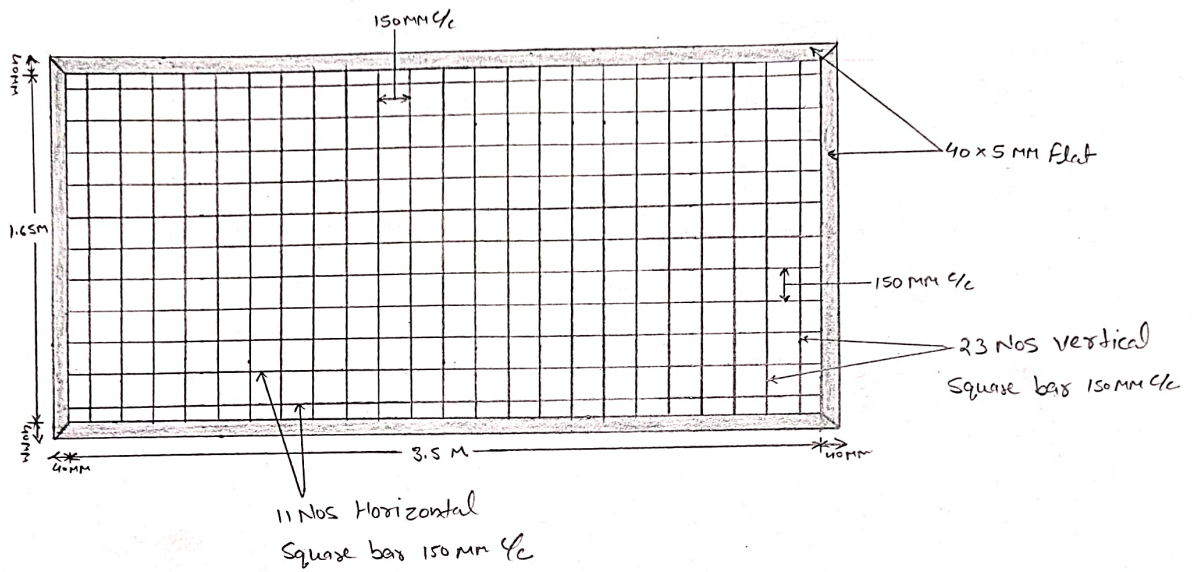 150MM C/c
40MM
40×5 MM flat
1.65M
150 MM C/c
23 Nos vertical
Square bar 150MM C/c
40MM
3.5 M
40MM
40MM
11 Nos Horizontal
Square bar 150 MM C/c